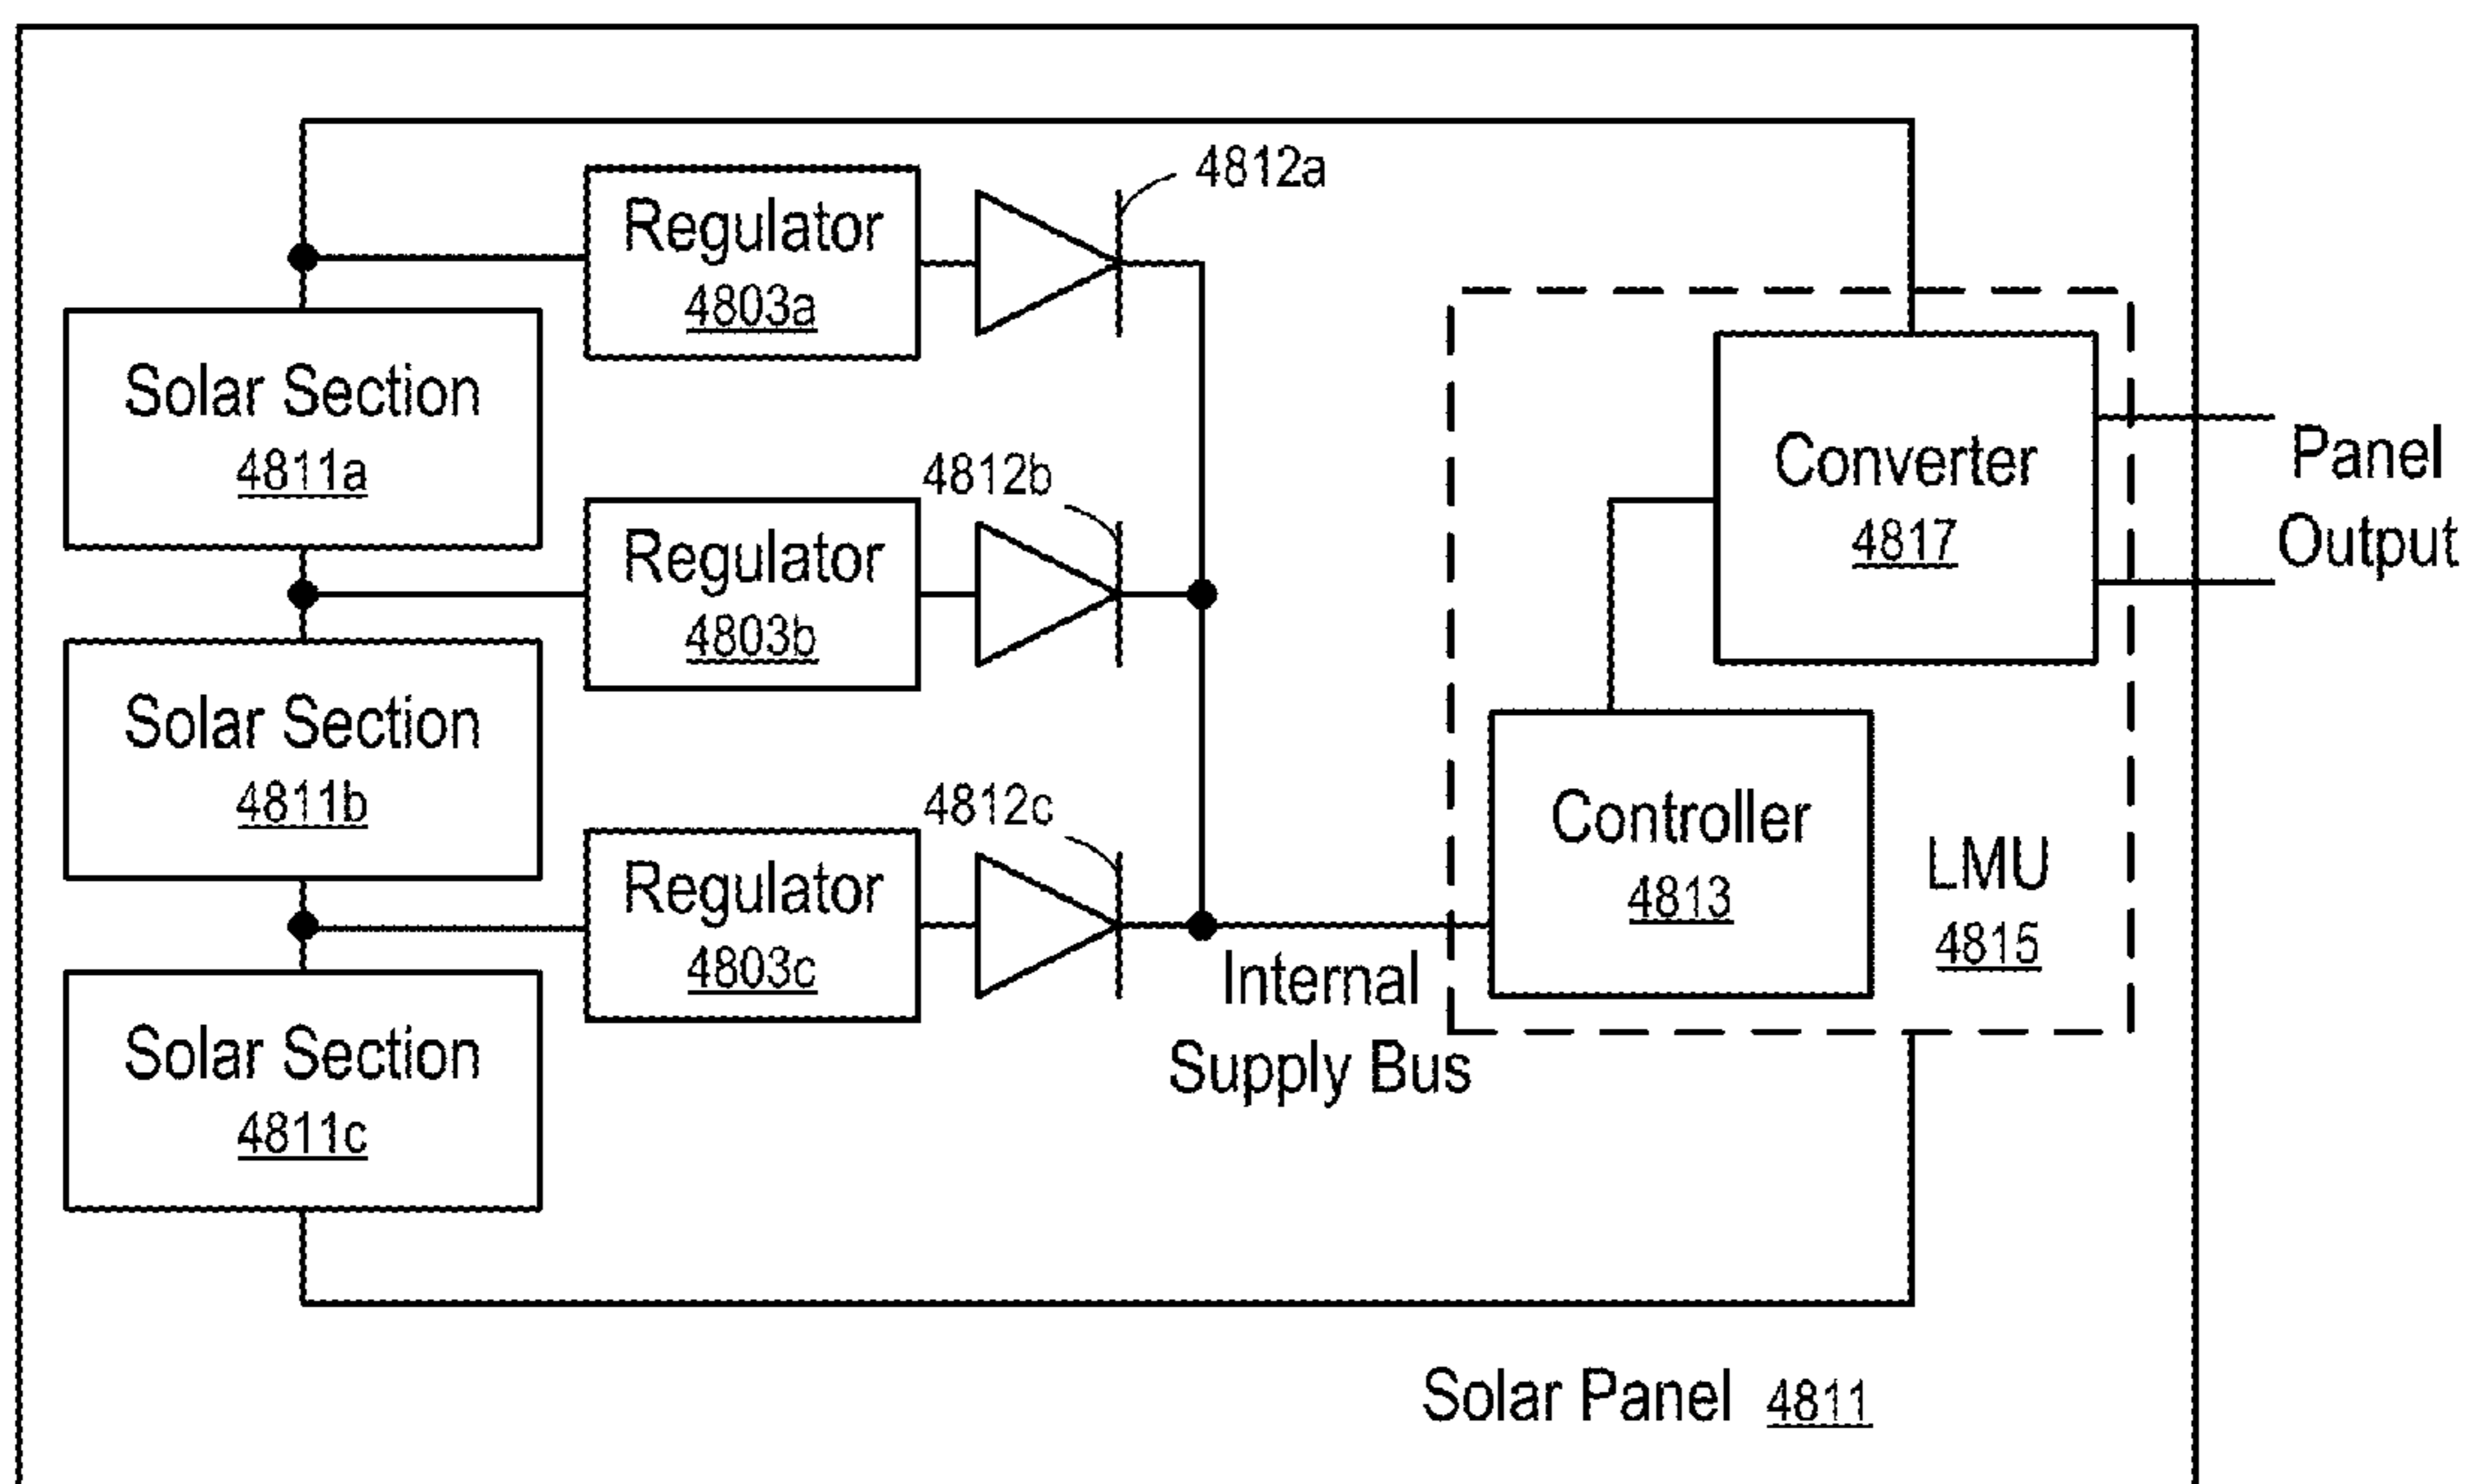 4812a
Regulator
4803a
Solar Section
4811a
4812b
Regulator
4803b
Converter
4817
Panel
Output
Solar Section
4811b
4812c
Regulator
4803c
Controller
4813
LMU
4815
Internal
Supply Bus
Solar Section
4811c
Solar Panel 4811